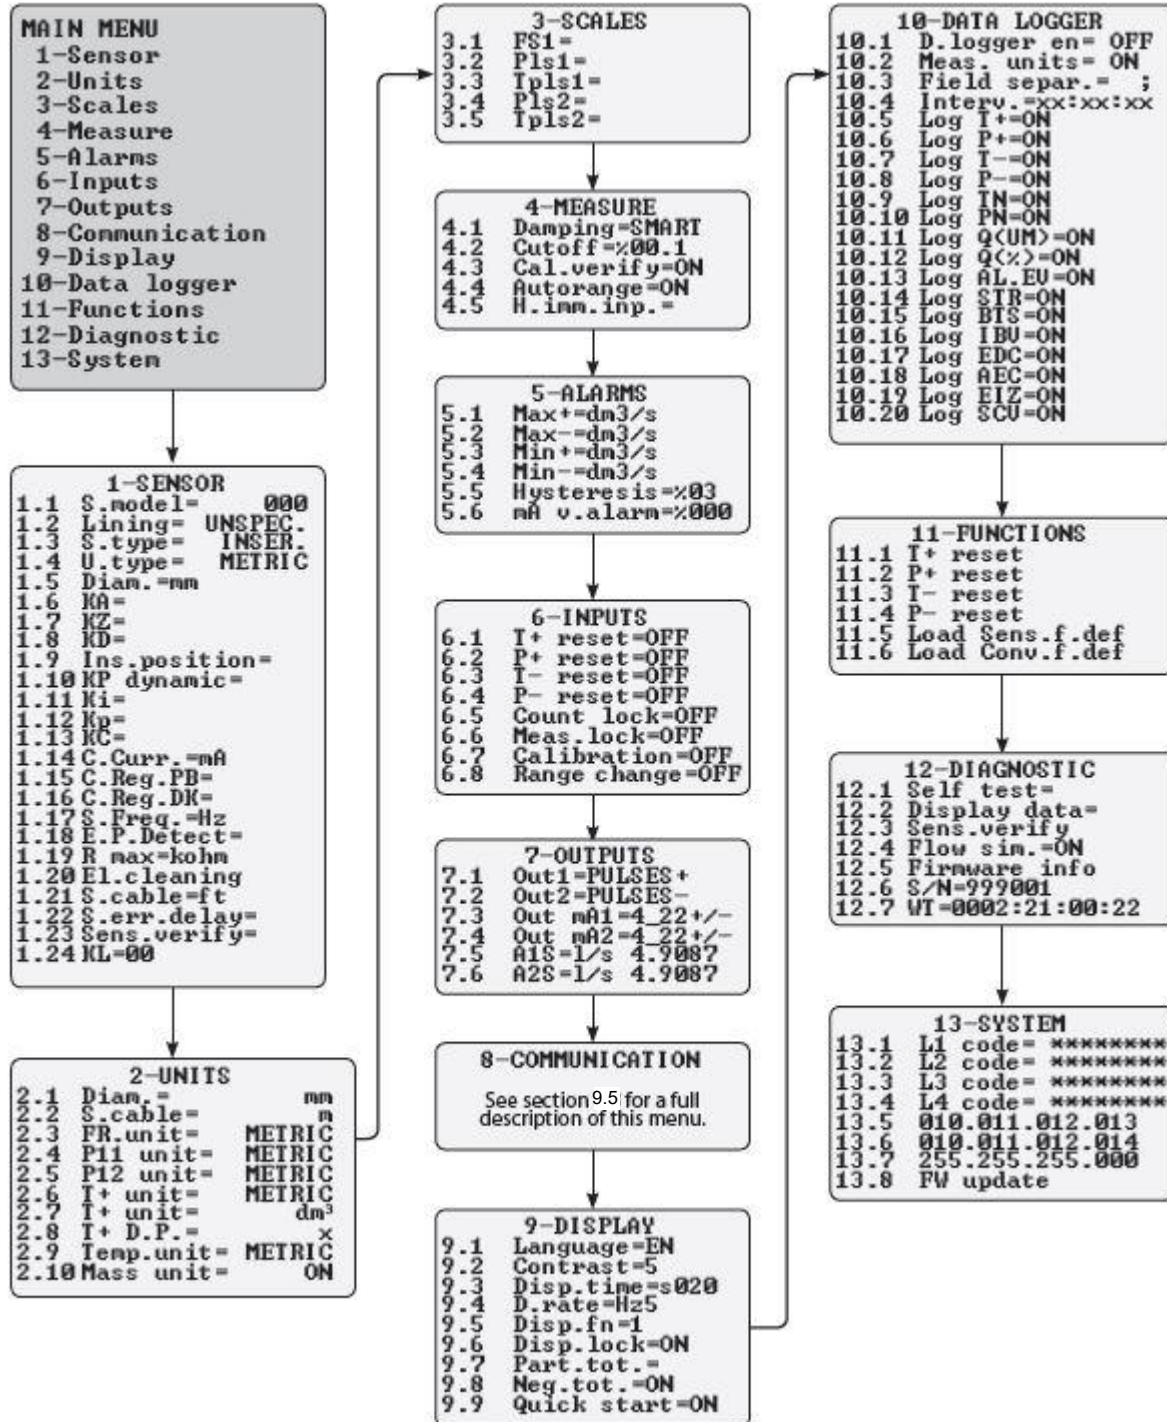 MAIN MENU
1-Sensor
2-Units
3-Scales
4-Measure
5-Alarms
6-Inputs
7-Outputs
8-Communication
9-Display
10-Data logger
11-Functions
12-Diagnostic
13-System
1-SENSOR
1.1 S.model= 000
1.2 Lining= UNSPEC.
1.3 S.type= INSER.
1.4 U.type= METRIC
1.5 Diam.=mm
1.6 KA=
1.7 KZ=
1.8 KD=
1.9 Ins.position=
1.10 KP dynamic=
1.11 Ki=
1.12 Kp=
1.13 KC=
1.14 C.Curr.=mA
1.15 C.Reg.PB=
1.16 C.Reg.DK=
1.17 S.Freq.=Hz
1.18 E.P.Detect=
1.19 R max=kohm
1.20 El.cleaning
1.21 S.cable=ft
1.22 S.err.delay=
1.23 Sens.verify=
1.24 KL=00
2-UNITS
2.1 Diam.= mm
2.2 S.cable= m
2.3 FR.unit= METRIC
2.4 P11 unit= METRIC
2.5 P12 unit= METRIC
2.6 T+ unit= METRIC
2.7 T+ unit= dm³
2.8 T+ D.P.= x
2.9 Temp.unit= METRIC
2.10 Mass unit= ON
3-SCALES
3.1 FS1=
3.2 Pls1=
3.3 Tpls1=
3.4 Pls2=
3.5 Tpls2=
4-MEASURE
4.1 Damping=SMART
4.2 Cutoff=%00.1
4.3 Cal.verify=ON
4.4 Autorange=ON
4.5 H.imm.inp.=
5-ALARMS
5.1 Max+=dm3/s
5.2 Max-=dm3/s
5.3 Min+=dm3/s
5.4 Min-=dm3/s
5.5 Hysteresis=%03
5.6 mA v.alarm=%000
6-INPUTS
6.1 T+ reset=OFF
6.2 P+ reset=OFF
6.3 T- reset=OFF
6.4 P- reset=OFF
6.5 Count lock=OFF
6.6 Meas.lock=OFF
6.7 Calibration=OFF
6.8 Range change=OFF
7-OUTPUTS
7.1 Out1=PULSES+
7.2 Out2=PULSES-
7.3 Out mA1=4_22+/-
7.4 Out mA2=4_22+/-
7.5 A1S=l/s 4.9087
7.6 A2S=l/s 4.9087
8-COMMUNICATION
See section 9.5 for a full
description of this menu.
9-DISPLAY
9.1 Language=EN
9.2 Contrast=5
9.3 Disp.time=s020
9.4 D.rate=Hz5
9.5 Disp.fn=1
9.6 Disp.lock=ON
9.7 Part.tot.=
9.8 Neg.tot.=ON
9.9 Quick start=ON
10-DATA LOGGER
10.1 D.logger en= OFF
10.2 Meas. units= ON
10.3 Field separ.= ;
10.4 Interv.=xx:xx:xx
10.5 Log T+=ON
10.6 Log P+=ON
10.7 Log T-=ON
10.8 Log P-=ON
10.9 Log TN=ON
10.10 Log PN=ON
10.11 Log Q(UM)=ON
10.12 Log Q(%)=ON
10.13 Log AL.EV=ON
10.14 Log STR=ON
10.15 Log BTS=ON
10.16 Log IBV=ON
10.17 Log EDC=ON
10.18 Log AEC=ON
10.19 Log EIZ=ON
10.20 Log SCV=ON
11-FUNCTIONS
11.1 T+ reset
11.2 P+ reset
11.3 T- reset
11.4 P- reset
11.5 Load Sens.f.def
11.6 Load Conv.f.def
12-DIAGNOSTIC
12.1 Self test=
12.2 Display data=
12.3 Sens.verify
12.4 Flow sim.=ON
12.5 Firmware info
12.6 S/N=999001
12.7 WT=0002:21:00:22
13-SYSTEM
13.1 L1 code= ********
13.2 L2 code= ********
13.3 L3 code= ********
13.4 L4 code= ********
13.5 010.011.012.013
13.6 010.011.012.014
13.7 255.255.255.000
13.8 FW update